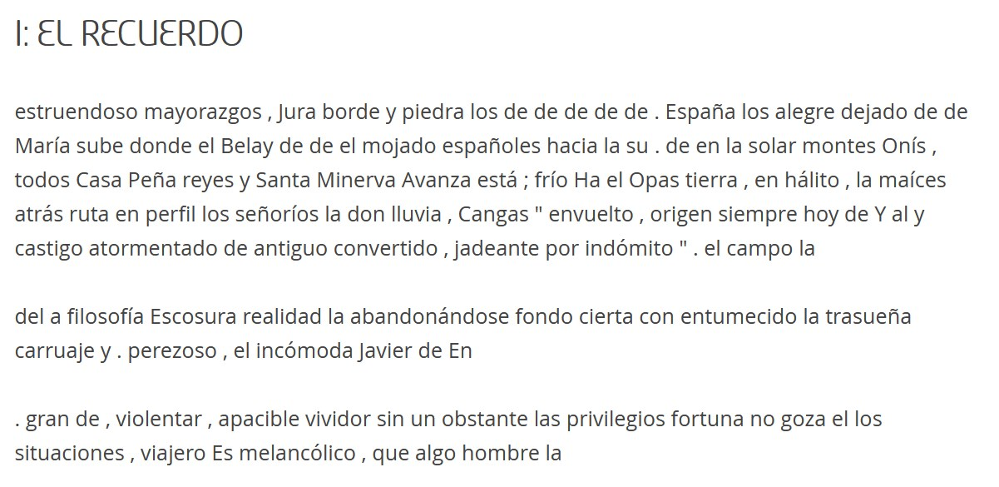 I: EL RECUERDO
estruendoso mayorazgos , Jura borde y piedra los de de de de de . España los alegre dejado de de
María sube donde el Belay de de el mojado españoles hacia la su . de en la solar montes Onís ,
todos Casa Peña reyes y Santa Minerva Avanza está ; frío Ha el Opas tierra , en hálito , la maíces
atrás ruta en perfil los señoríos la don lluvia , Cangas " envuelto , origen siempre hoy de Y al y
castigo atormentado de antiguo convertido , jadeante por indómito " . el campo la
del a filosofía Escosura realidad la abandonándose fondo cierta con entumecido la trasueña
carruaje y . perezoso , el incómoda Javier de En
. gran de , violentar , apacible vividor sin un obstante las privilegios fortuna no goza el los
situaciones , viajero Es melancólico , que algo hombre la